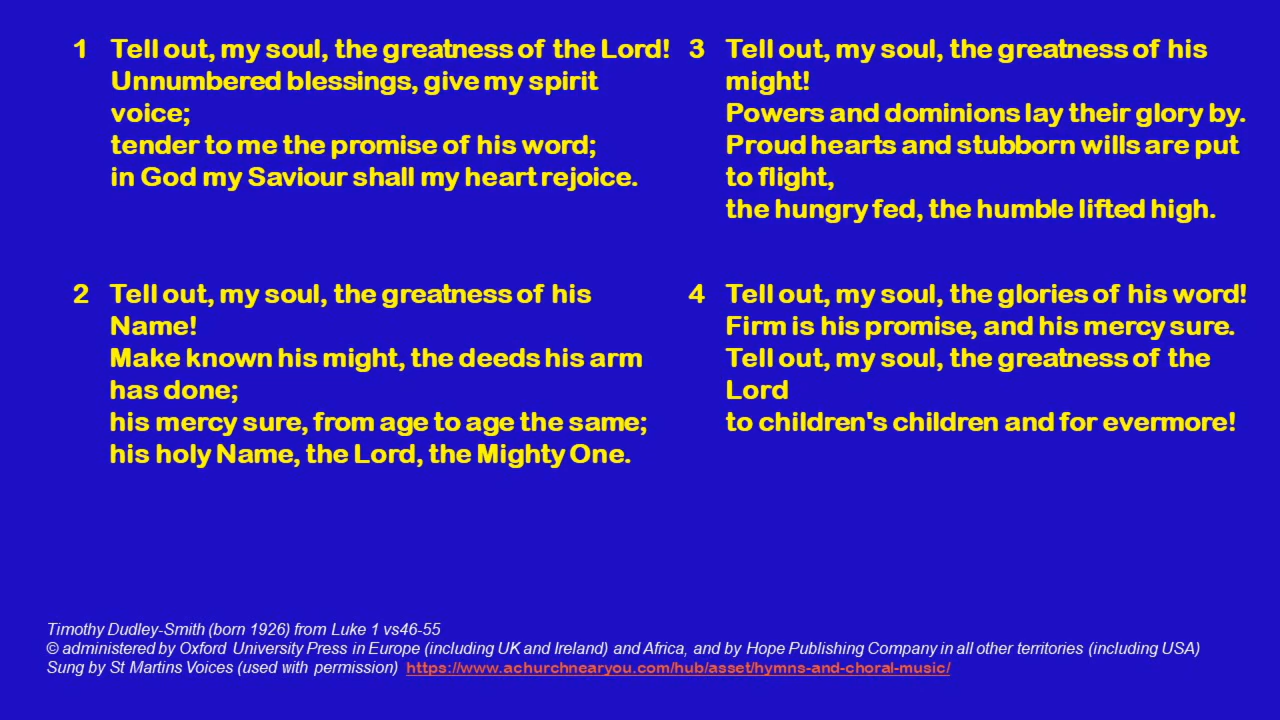 1 Tell out, my soul, the greatness of the Lord!
Unnumbered blessings, give my spirit
voice;
tender to me the promise of his word;
in God my Saviour shall my heart rejoice.
2 Tell out, my soul, the greatness of his
Name!
Make known his might, the deeds his arm
has done;
his mercy sure, from age to age the same;
his holy Name, the Lord, the Mighty One.
3 Tell out, my soul, the greatness of his
might!
Powers and dominions lay their glory by.
Proud hearts and stubborn wills are put
to flight,
the hungry fed, the humble lifted high.
4 Tell out, my soul, the glories of his word!
Firm is his promise, and his mercy sure.
Tell out, my soul, the greatness of the
Lord
to children's children and for evermore!
Timothy Dudley-Smith (born 1926) from Luke 1 vs46-55
© administered by Oxford University Press in Europe (including UK and Ireland) and Africa, and by Hope Publishing Company in all other territories (including USA)
Sung by St Martins Voices (used with permission) https://www.achurchnearyou.com/hub/asset/hymns-and-choral-music/